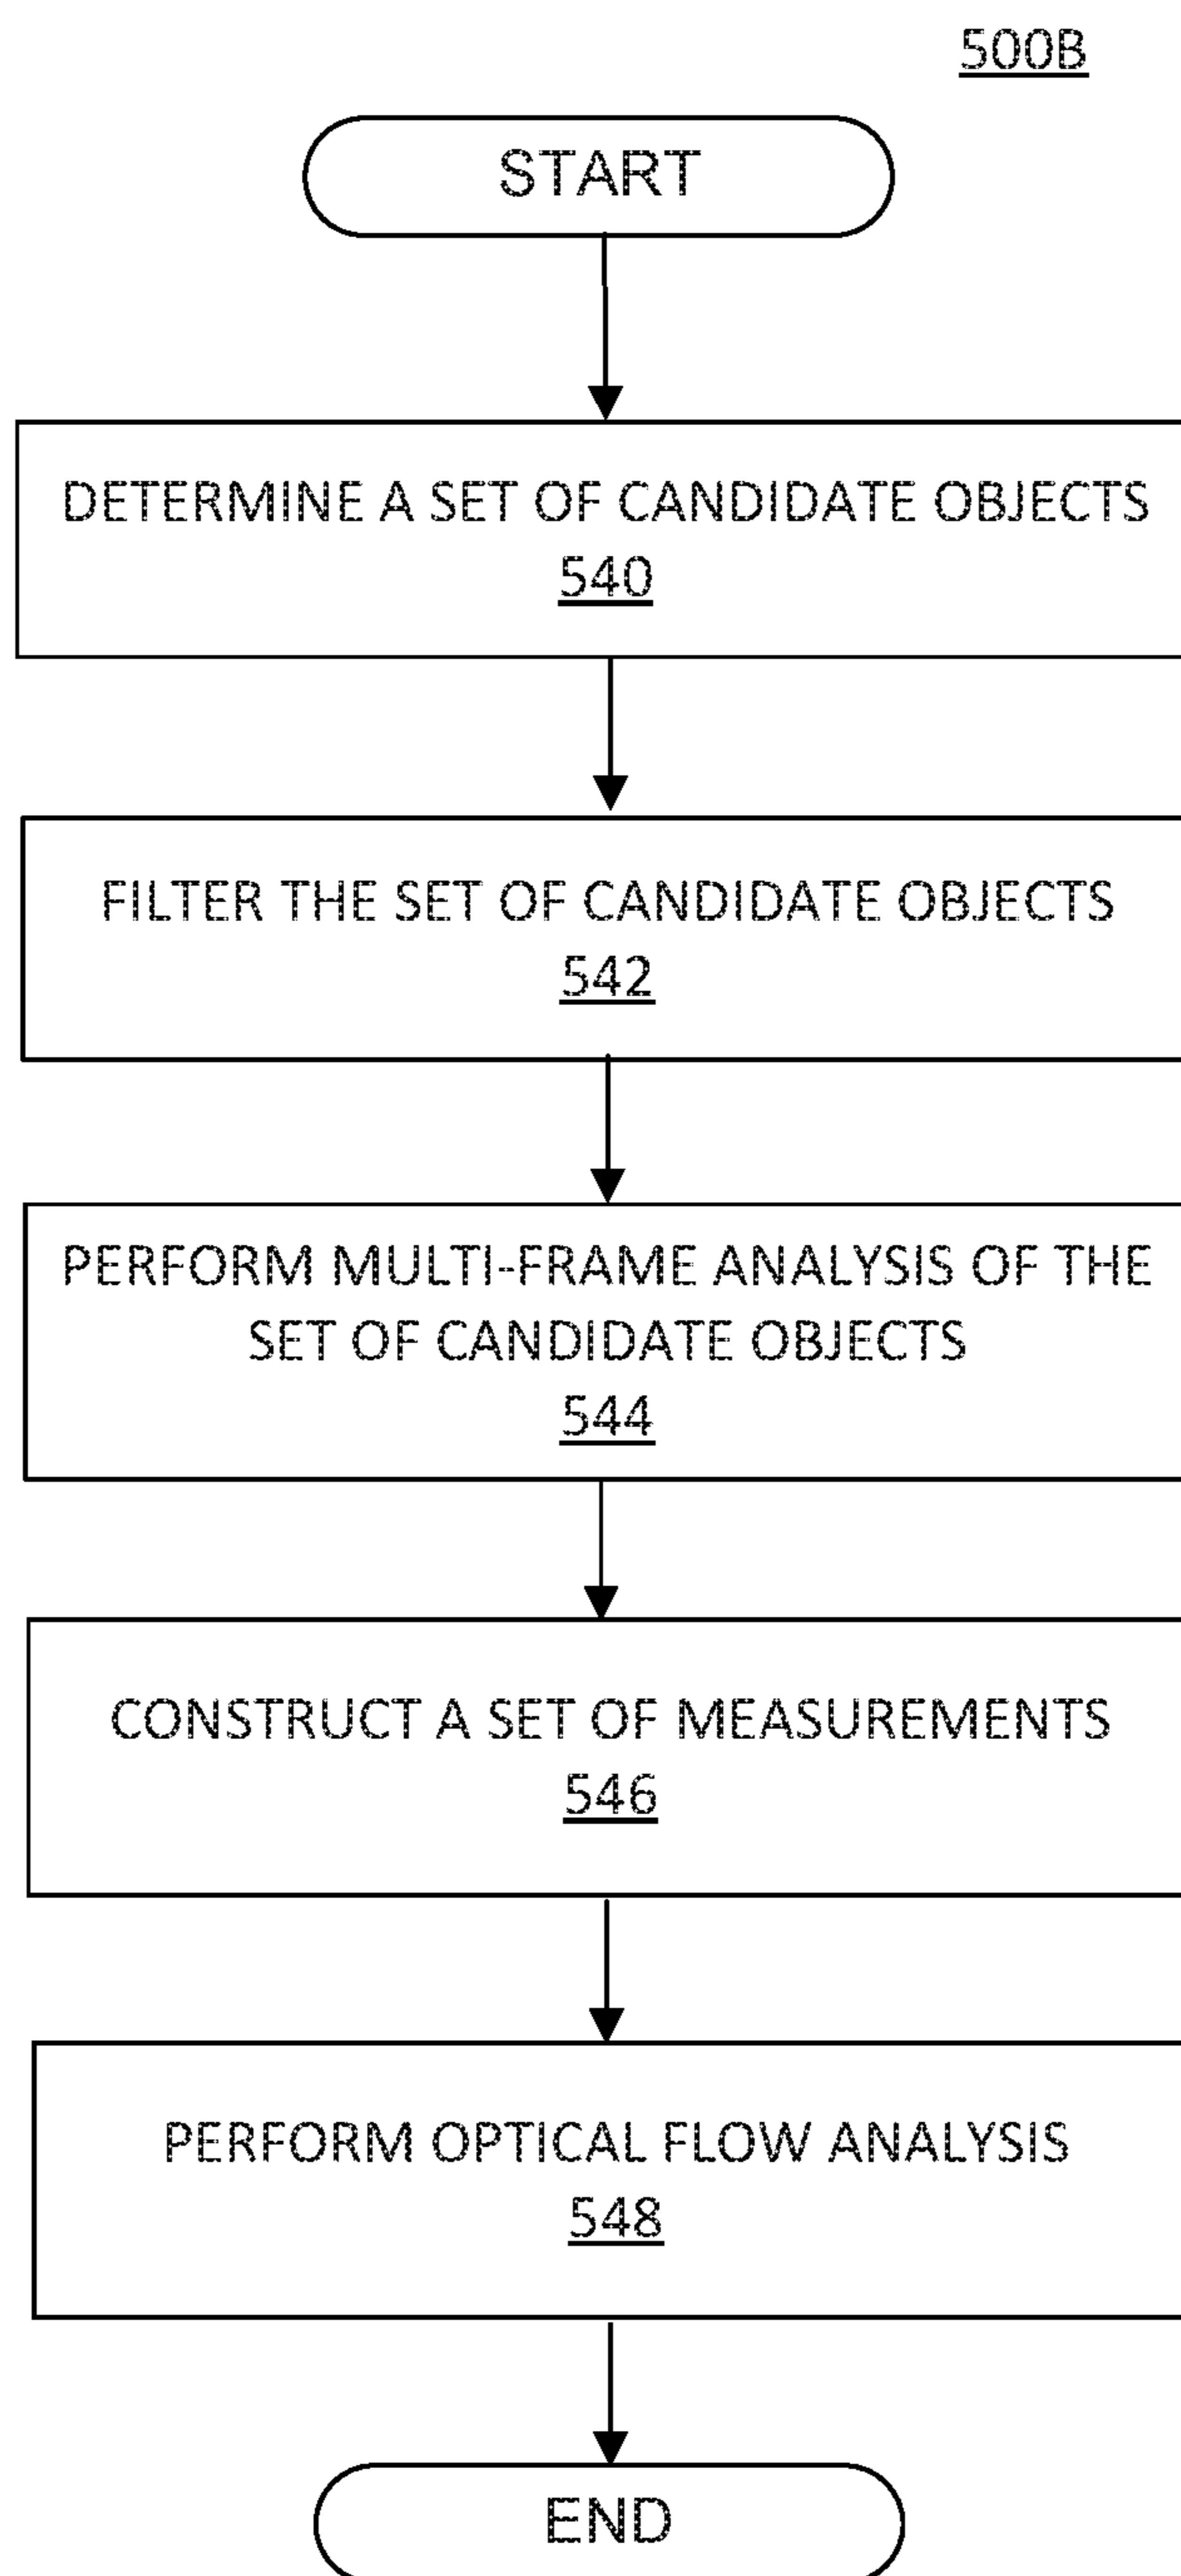 500B
START
DETERMINE A SET OF CANDIDATE OBJECTS
540
FILTER THE SET OF CANDIDATE OBJECTS
542
PERFORM MULTI-FRAME ANALYSIS OF THE
SET OF CANDIDATE OBJECTS
544
CONSTRUCT A SET OF MEASUREMENTS
546
PERFORM OPTICAL FLOW ANALYSIS
548
END